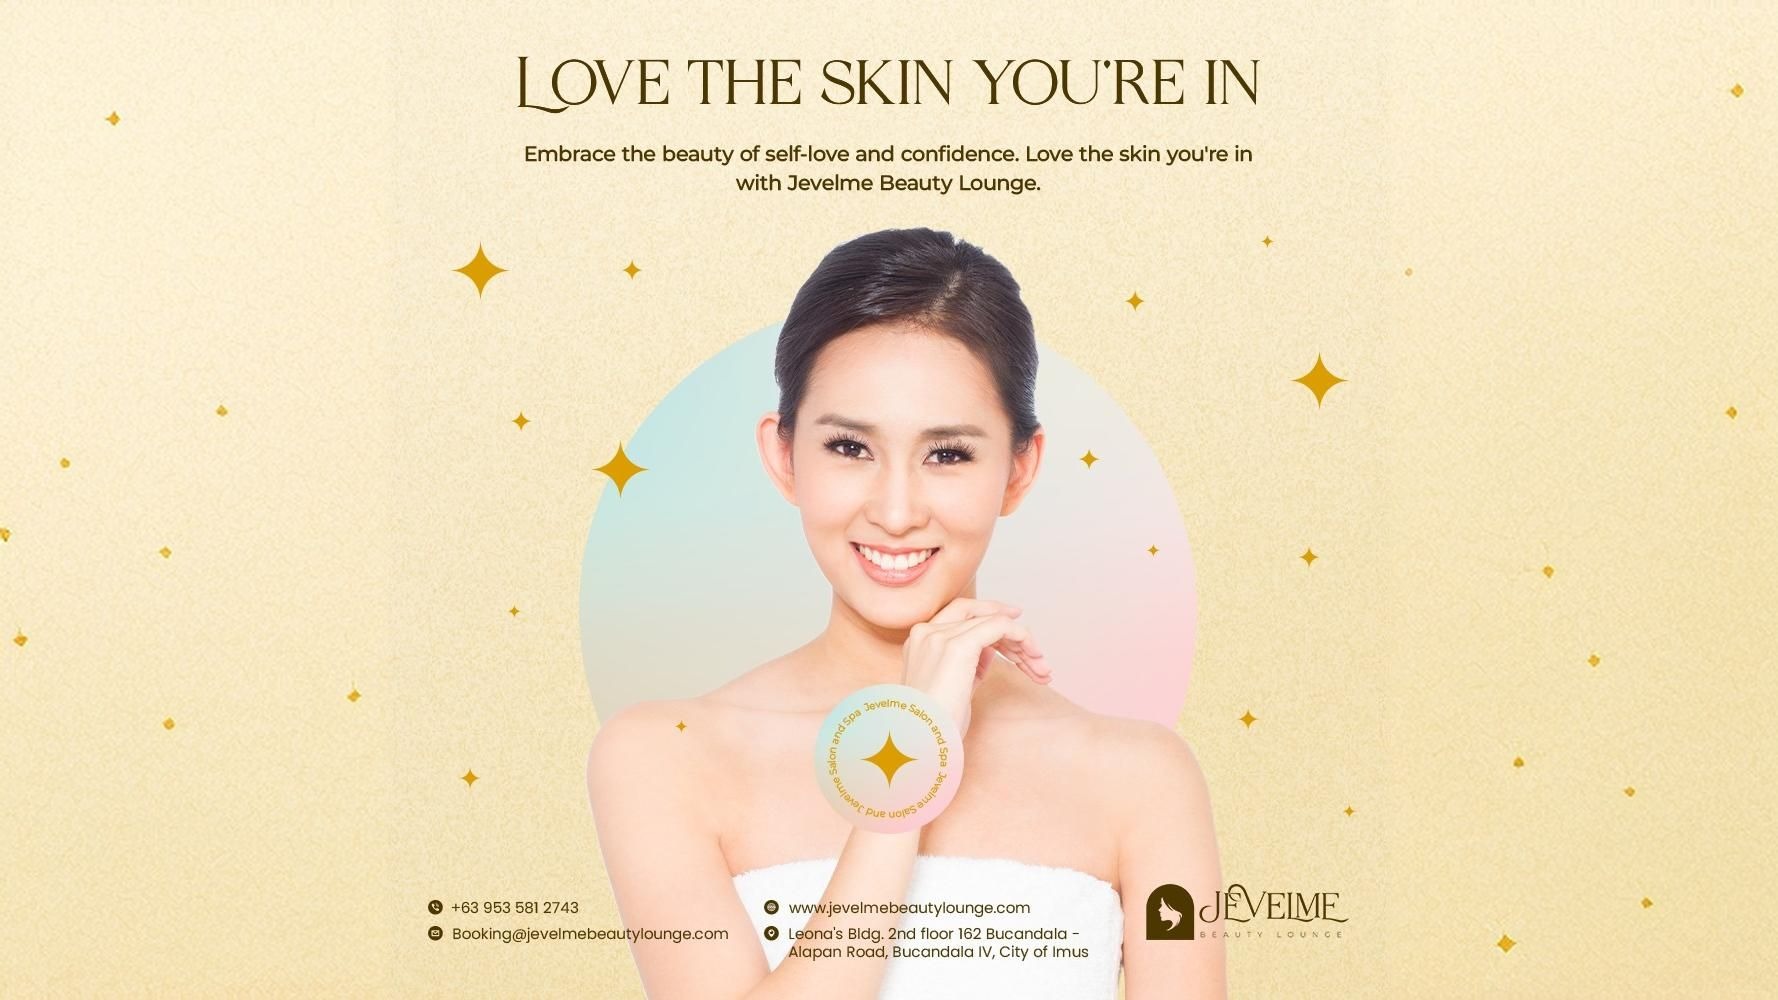 LOVE THE SKIN YOU'RE IN
Embrace the beauty of self-love and confidence. Love the skin you're in
with Jevelme Beauty Lounge.
Jevelme Salon and Spa Jevelme Salon and Jevelme Salon and Spa
+63 953 581 2743
Booking@jevelmebeautylounge.com
www.jevelmebeautylounge.com
Leona's Bldg. 2nd floor 162 Bucandala -
Alapan Road, Bucandala IV, City of Imus
JEVELME
BEAUTY LOUNGE